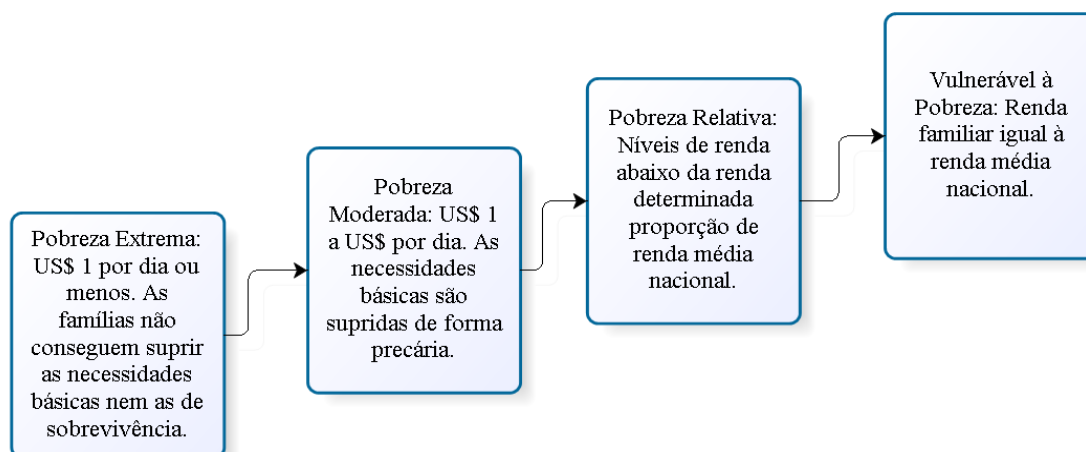 Pobreza Extrema:
US$ 1 por dia ou
menos. As
famílias não
conseguem suprir
as necessidades
básicas nem as de
sobrevivência.
Pobreza
Moderada: US$ 1
a US$ por dia. As
necessidades
básicas são
supridas de forma
precária.
Pobreza Relativa:
Níveis de renda
abaixo da renda
determinada
proporção de
renda média
nacional.
Vulnerável à
Pobreza: Renda
familiar igual à
renda média
nacional.